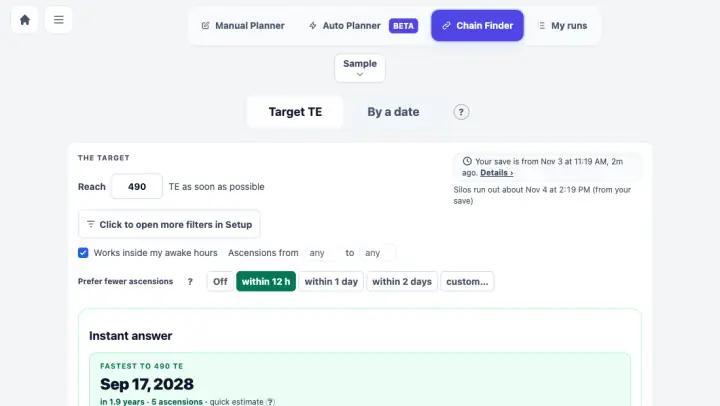 Manual Planner
Auto Planner BETA
Chain Finder
My runs
Sample
Target TE
By a date
?
THE TARGET
Your save is from Nov 3 at 11:19 AM, 2m
ago. Details ›
Silos run out about Nov 4 at 2:19 PM (from your
save)
Reach 490 TE as soon as possible
Click to open more filters in Setup
Works inside my awake hours Ascensions from any to any
Prefer fewer ascensions ? Off within 12 h within 1 day within 2 days custom...
Instant answer
FASTEST TO 490 TE
Sep 17, 2028
in 1.9 years · 5 ascensions · quick estimate ?